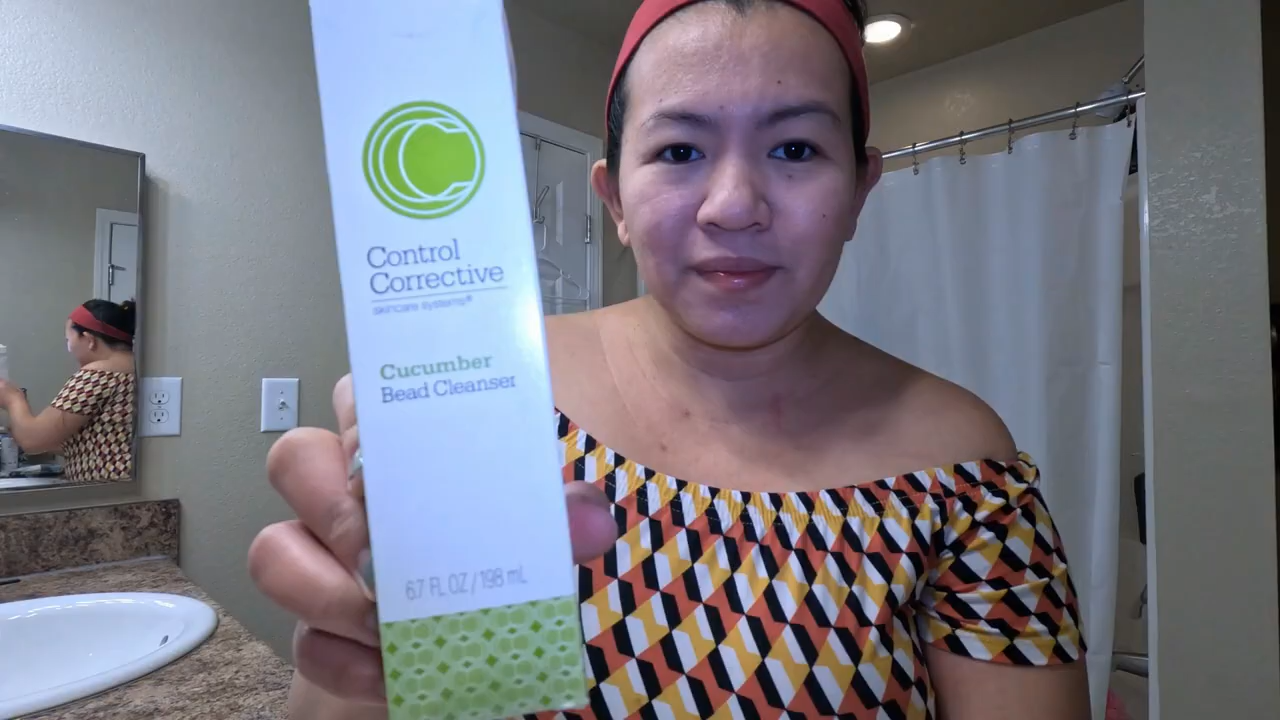 Control
Corrective
skincare systems®
Cucumber
Bead Cleanser
6.7 FL OZ / 198 mL